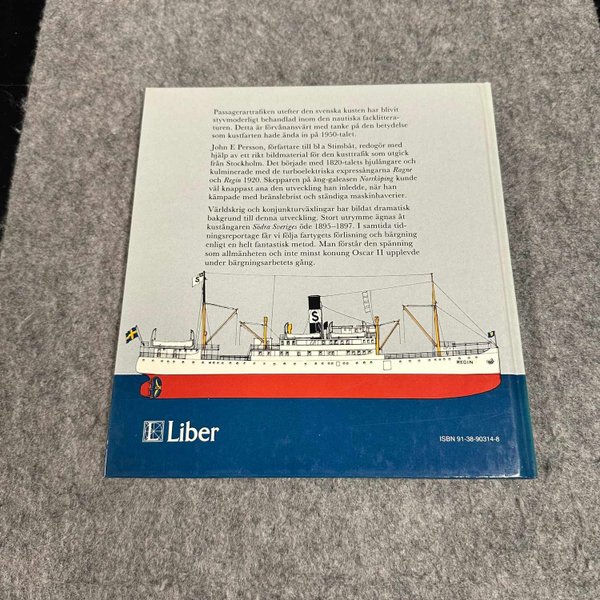 Passagerartrafiken utefter den svenska kusten har blivit
styvmoderligt behandlad inom den nautiska facklittera-
turen. Detta är förvånansvärt med tanke på den betydelse
som kustfarten hade ända in på 1950-talet.
John E Persson, författare till bl a Stimbåt, redogör med
hjälp av ett rikt bildmaterial för den kusttrafik som utgick
från Stockholm. Det började med 1820-talets hjulångare och
kulminerade med de turboelektriska expressångarna Ragne
och Regin 1920. Skepparen på ång-galeasen Norrköping kunde
väl knappast ana den utveckling han inledde, när han
kämpade med bränslebrist och ständiga maskinhaverier.
Världskrig och konjunkturväxlingar har bildat dramatisk
bakgrund till denna utveckling. Stort utrymme ägnas åt
kustångaren Södra Sveriges öde 1895–1897. I samtida tid-
ningsreportage får vi följa fartygets förlisning och bärgning
enligt en helt fantastisk metod. Man förstår den spänning
som allmänheten och inte minst konung Oscar II upplevde
under bärgningsarbetets gång.
S
S
REGIN
L Liber
ISBN 91-38-90314-8